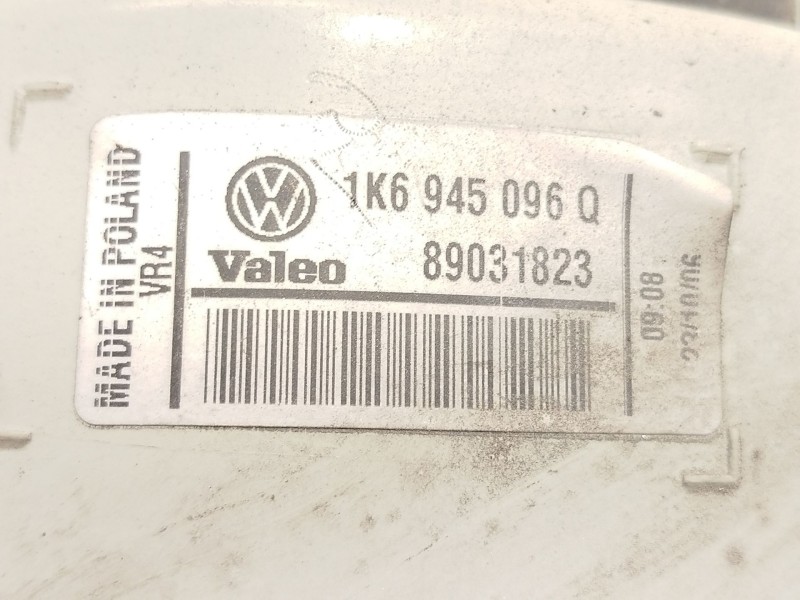 MADE IN POLAND
VR4
1K6 945 096 Q
Valeo
89031823
09:08